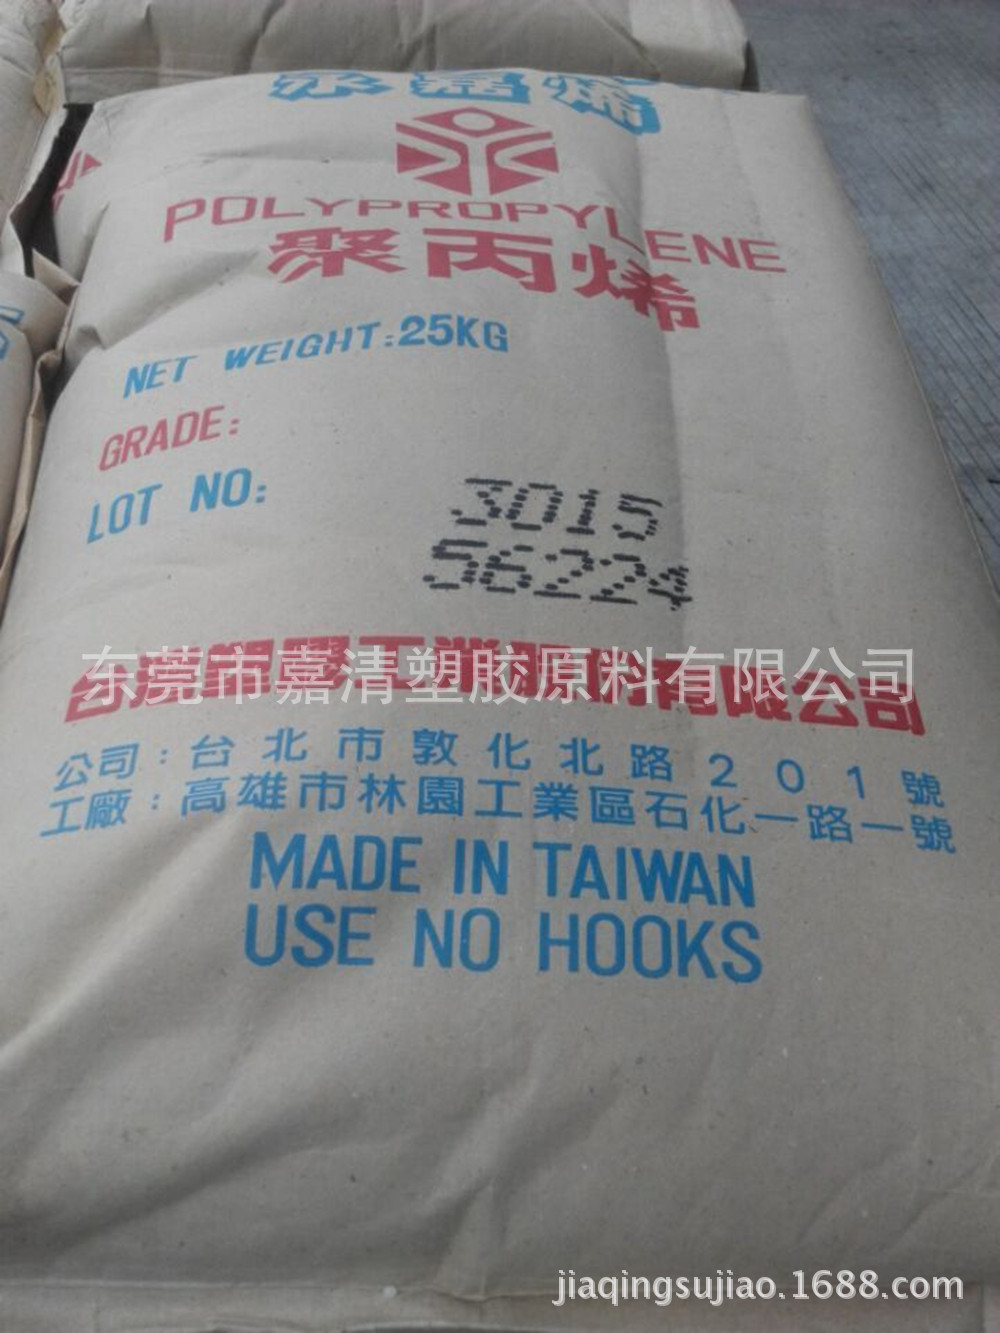 永嘉烯
POLYPROPYLENE
聚丙烯
NET WEIGHT:25KG
GRADE:
LOT NO:
3015
56224
东莞市嘉清塑胶原料有限公司
公司:台北市敦化北路201號
工廠:高雄市林園工業區石化一路一號
MADE IN TAIWAN
USE NO HOOKS
jiaqingsujiao.1688.com